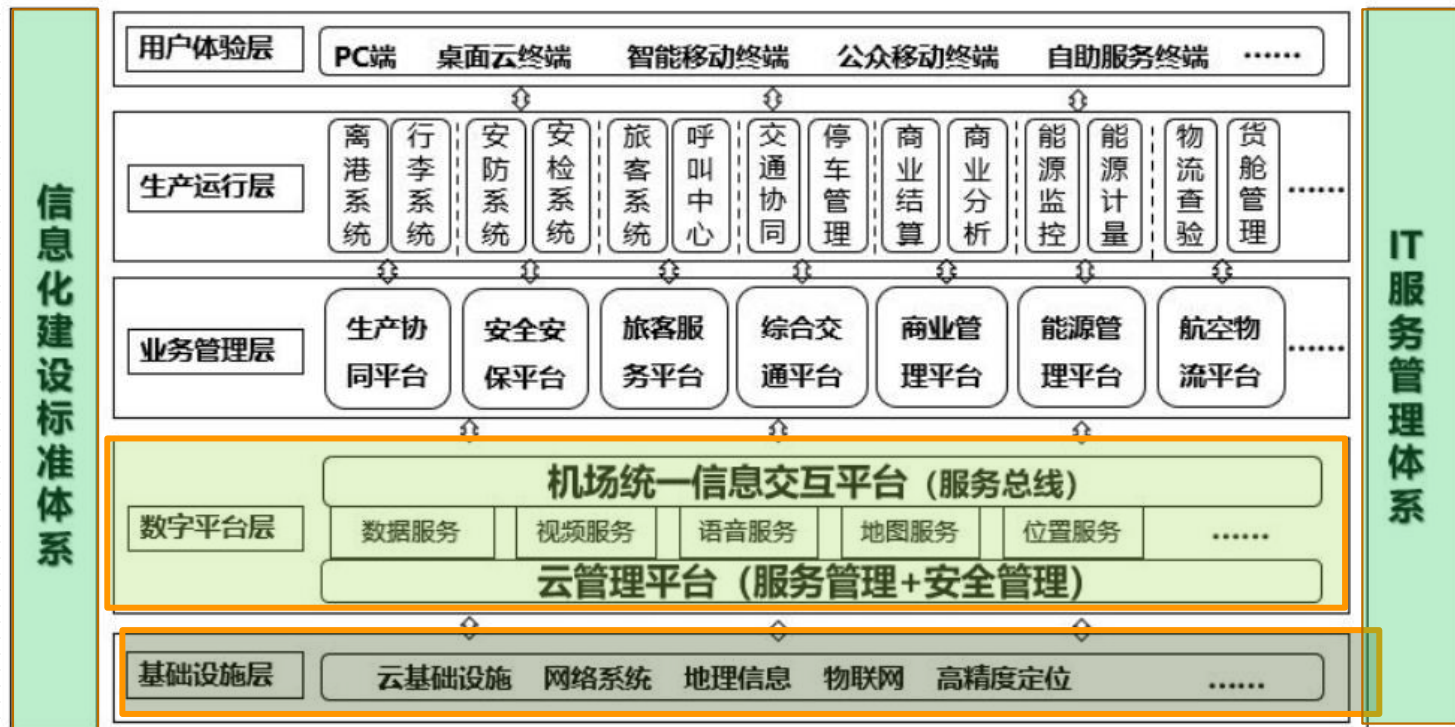 信息化建设标准体系
用户体验层
PC端 桌面云终端 智能移动终端 公众移动终端 自助服务终端 ……
生产运行层
离港系统 行李系统 安防系统 安检系统 旅客系统 呼叫中心 交通协同 停车管理 商业结算 商业分析 能源监控 能源计量 物流查验 货舱管理 ……
业务管理层
生产协同平台 安全安保平台 旅客服务平台 综合交通平台 商业管理平台 能源管理平台 航空物流平台 ……
数字平台层
机场统一信息交互平台（服务总线）
数据服务 视频服务 语音服务 地图服务 位置服务 ……
云管理平台（服务管理+安全管理）
基础设施层
云基础设施 网络系统 地理信息 物联网 高精度定位 ……
IT服务管理体系